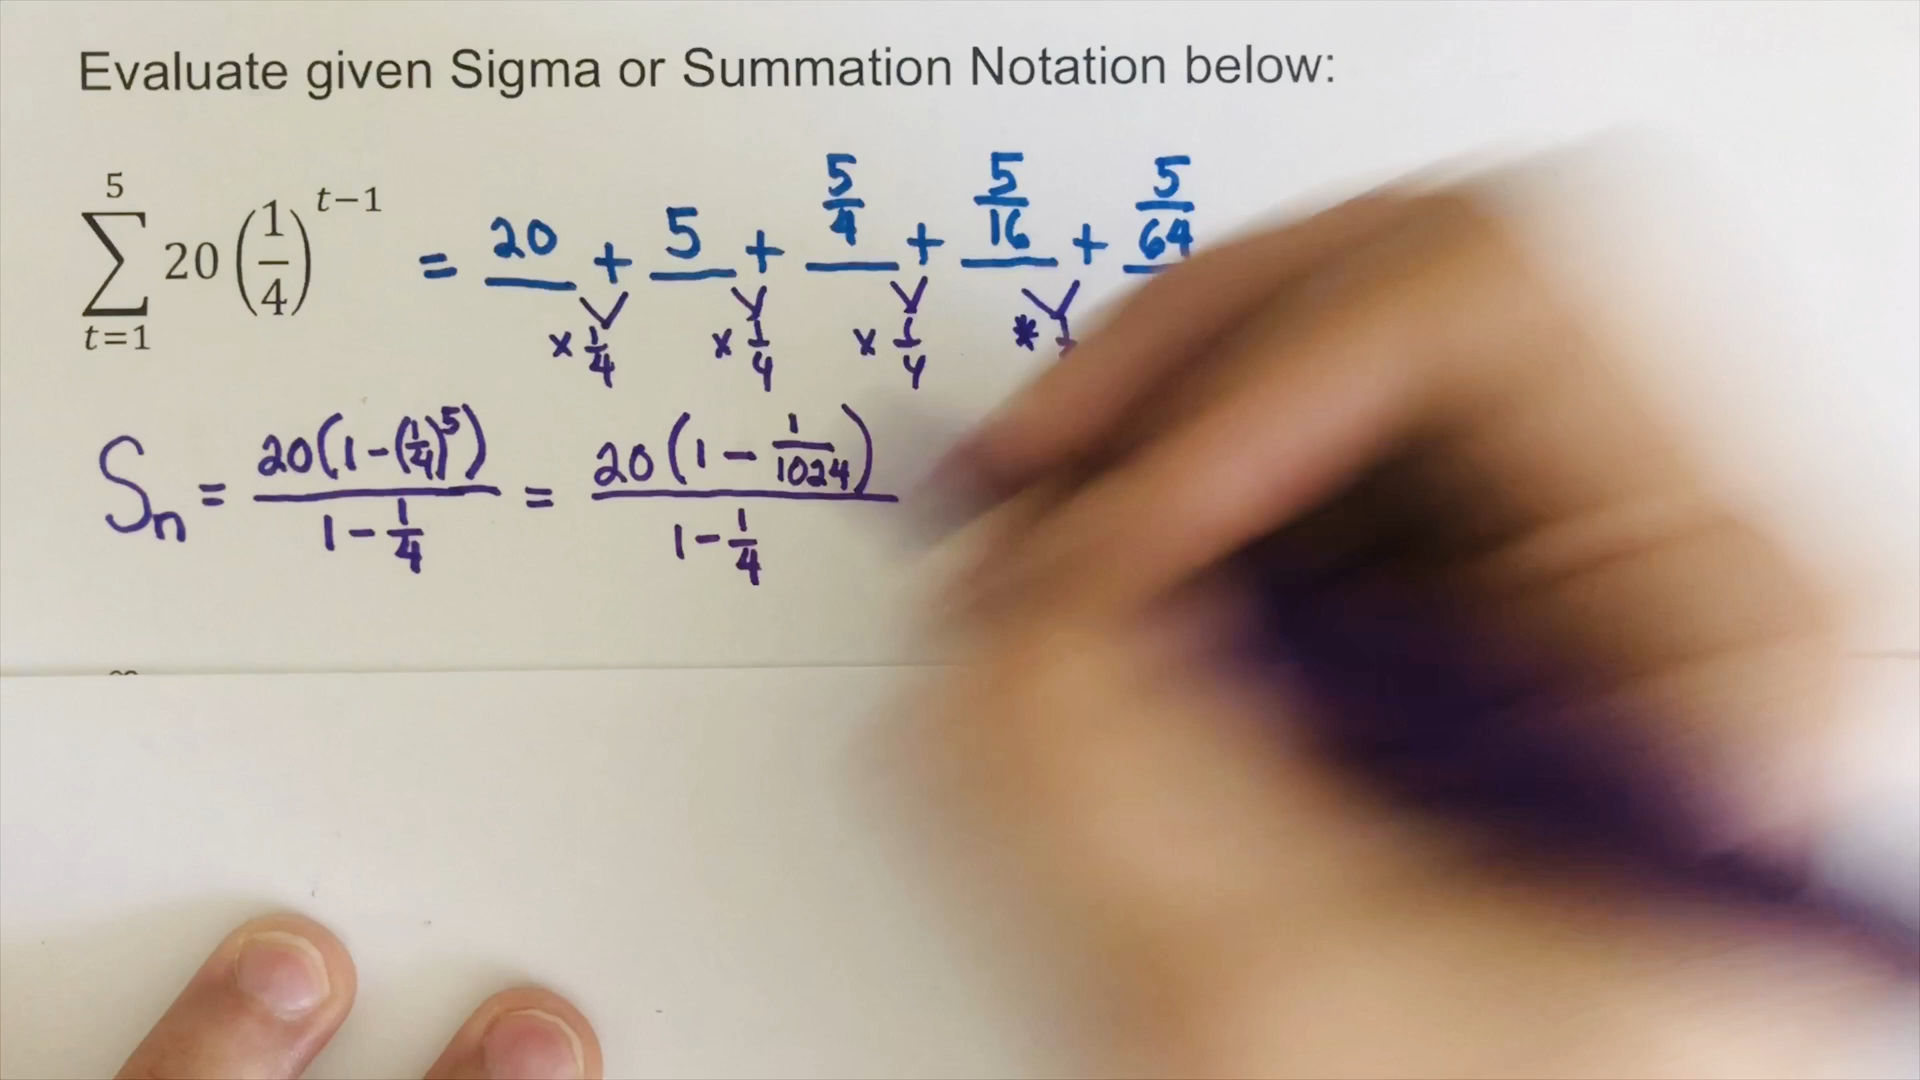 Evaluate given Sigma or Summation Notation below:
5 ∑ t=1 20 (1/4)^(t−1) = 20 + 5 + 5/4 + 5/16 + 5/64
× 1/4 × 1/4 × 1/4 *
Sn = 20(1-(1/4)^5) / (1 - 1/4) = 20(1 - 1/1024) / (1 - 1/4)